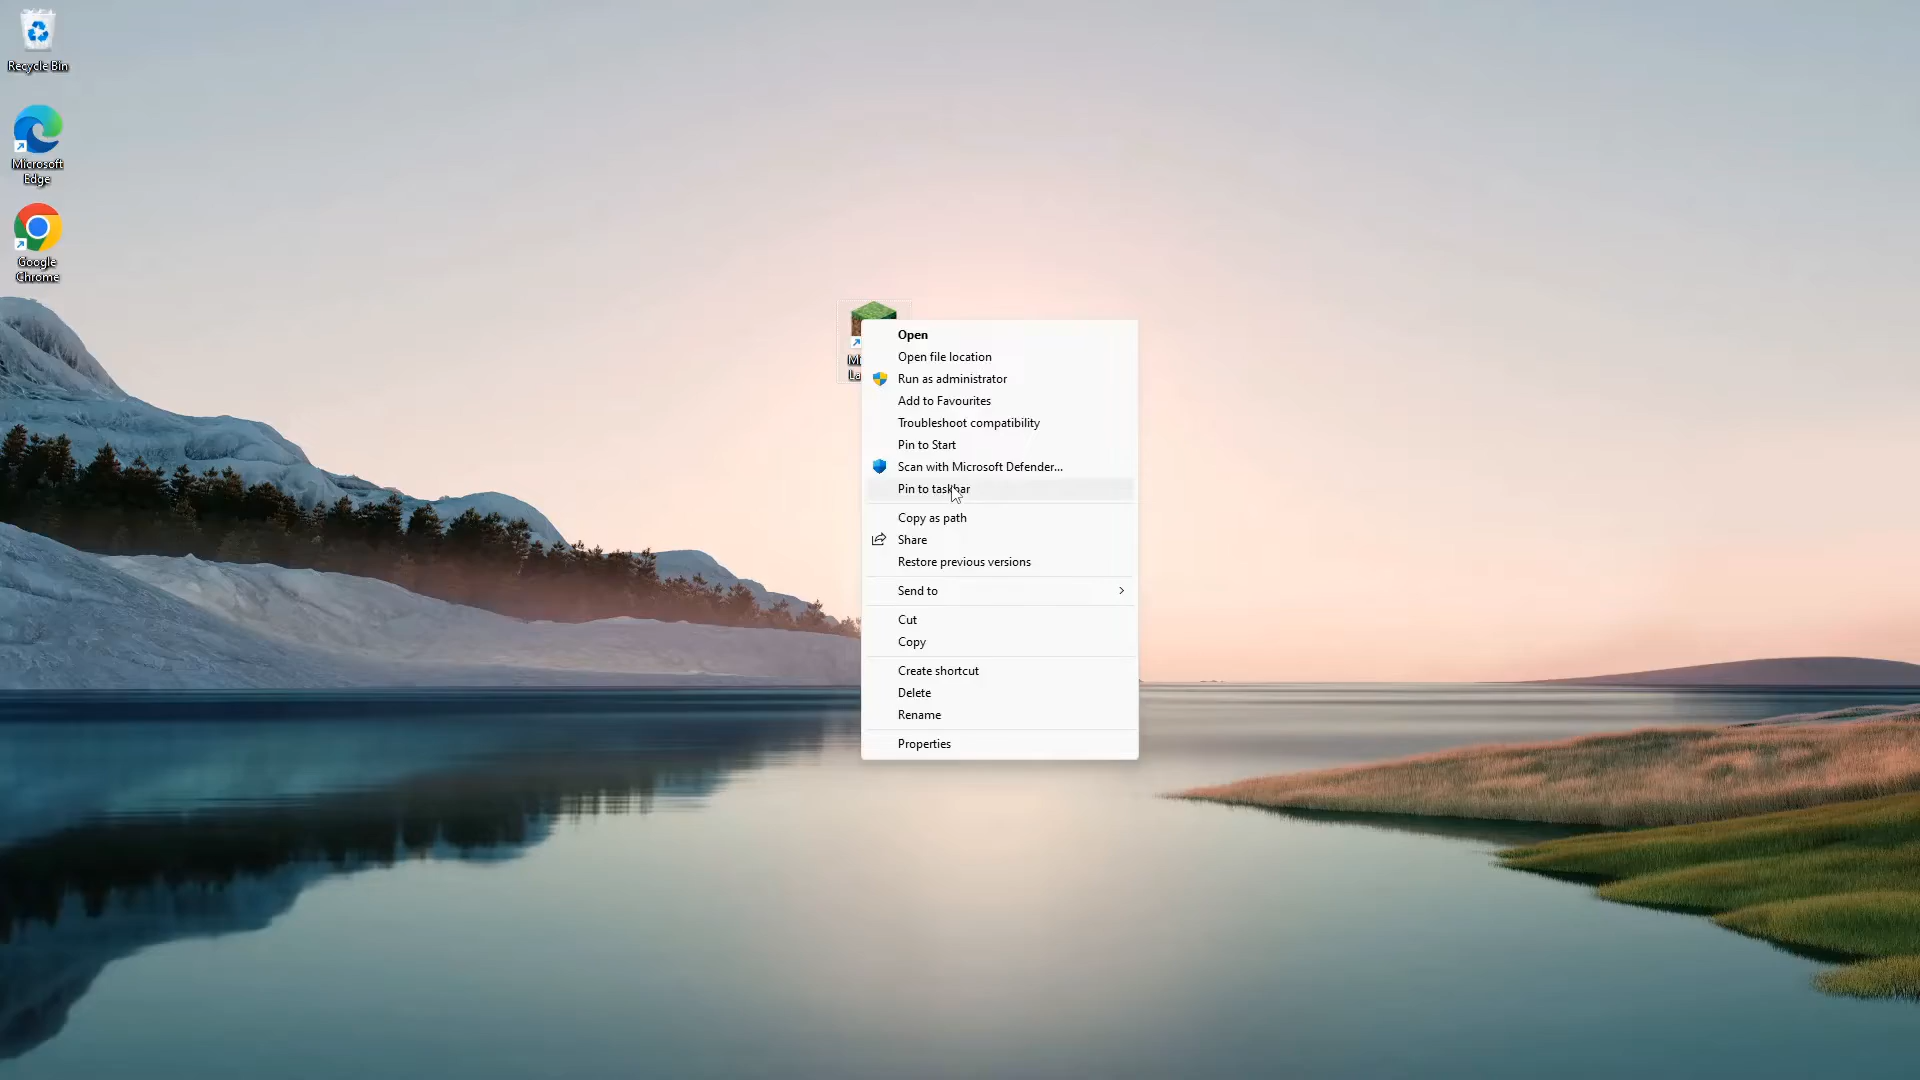 Recycle Bin
Microsoft
Edge
Google
Chrome
Open
Open file location
Run as administrator
Add to Favourites
Troubleshoot compatibility
Pin to Start
Scan with Microsoft Defender...
Pin to taskbar
Copy as path
Share
Restore previous versions
Send to
Cut
Copy
Create shortcut
Delete
Rename
Properties